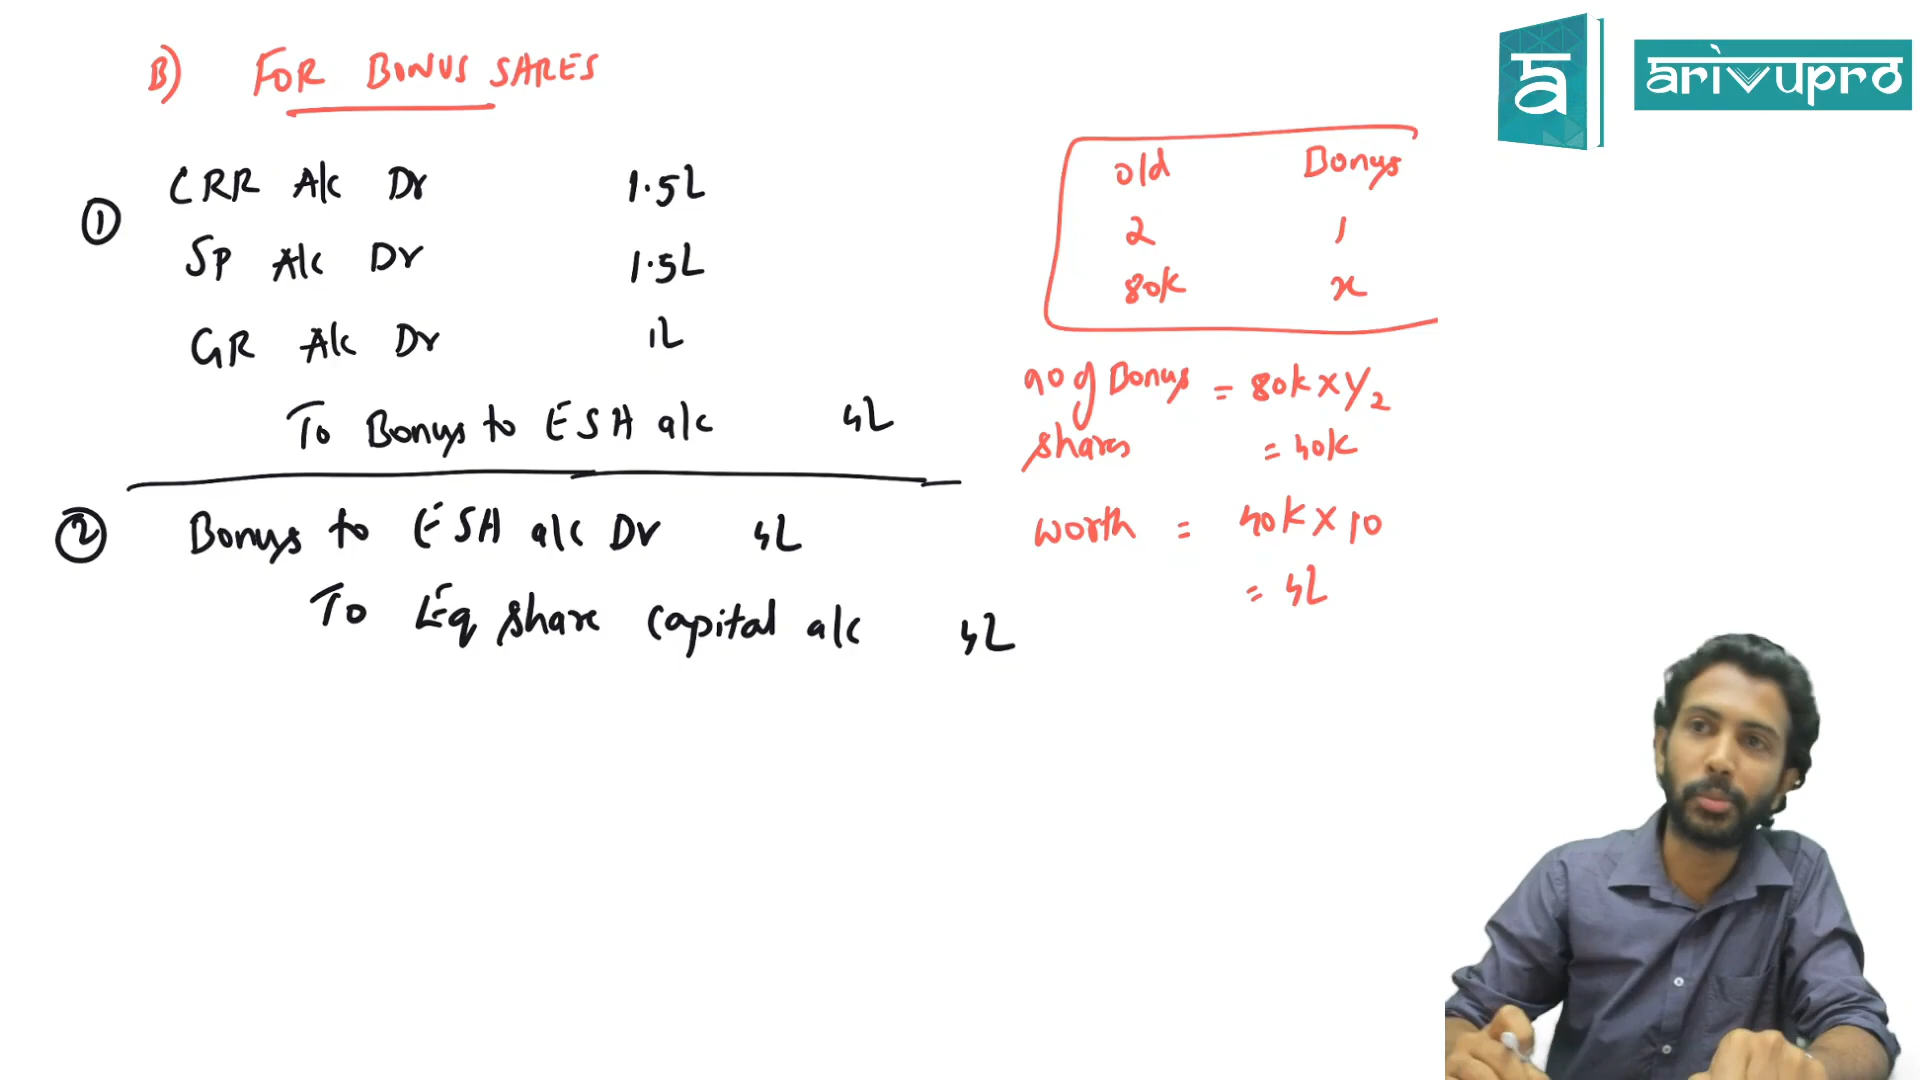 B) FOR BONUS SARES
① CRR A/c Dr 1.5L
SP A/c Dr 1.5L
GR A/c Dr 1L
To Bonus to ESH a/c 4L
② Bonus to ESH a/c Dr 4L
To Eq share capital a/c 4L
old Bonus
2 1
80k x
no of Bonus shares = 80k x 1/2
= 40k
worth = 40k x 10
= 4L
a arivupro